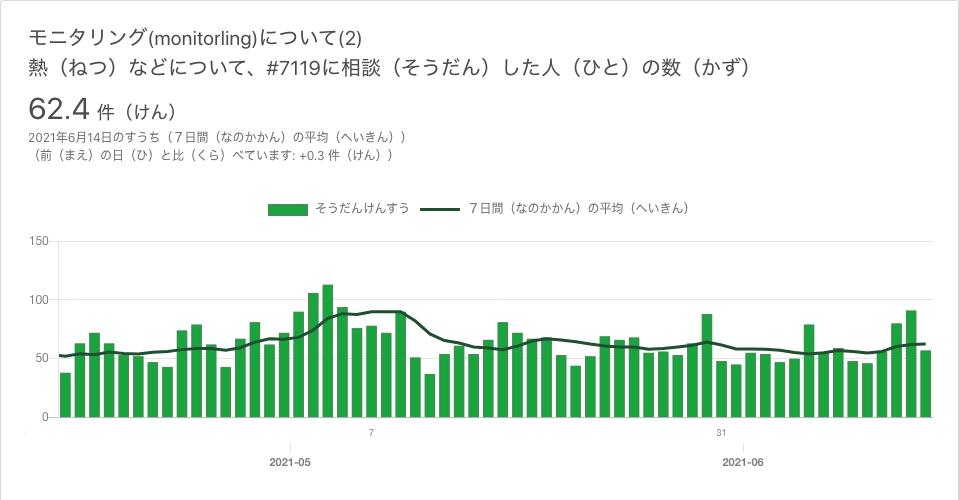 モニタリング(monitorling)について(2)
熱（ねつ）などについて、#7119に相談（そうだん）した人（ひと）の数（かず）
62.4 件（けん）
2021年6月14日のすうち（７日間（なのかかん）の平均（へいきん））
（前（まえ）の日（ひ）と比（くら）べています: +0.3 件（けん））
そうだんけんすう ７日間（なのかかん）の平均（へいきん）
150
100
50
0
7 31
2021-05 2021-06